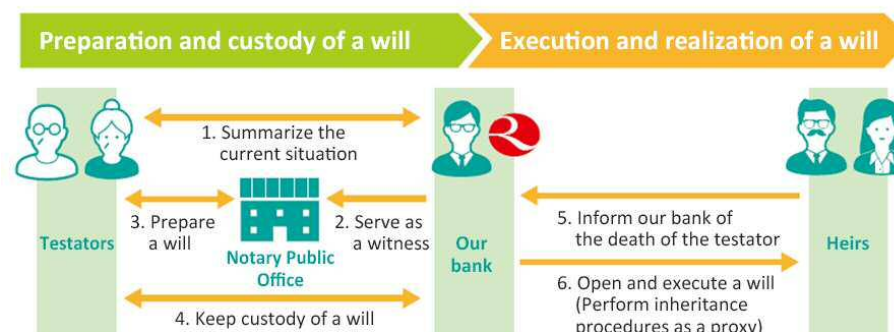 Preparation and custody of a will
Execution and realization of a will
1. Summarize the
current situation
3. Prepare
a will
2. Serve as
a witness
Testators
Notary Public
Office
Our
bank
4. Keep custody of a will
5. Inform our bank of
the death of the testator
Heirs
6. Open and execute a will
(Perform inheritance
procedures as a proxy)
R